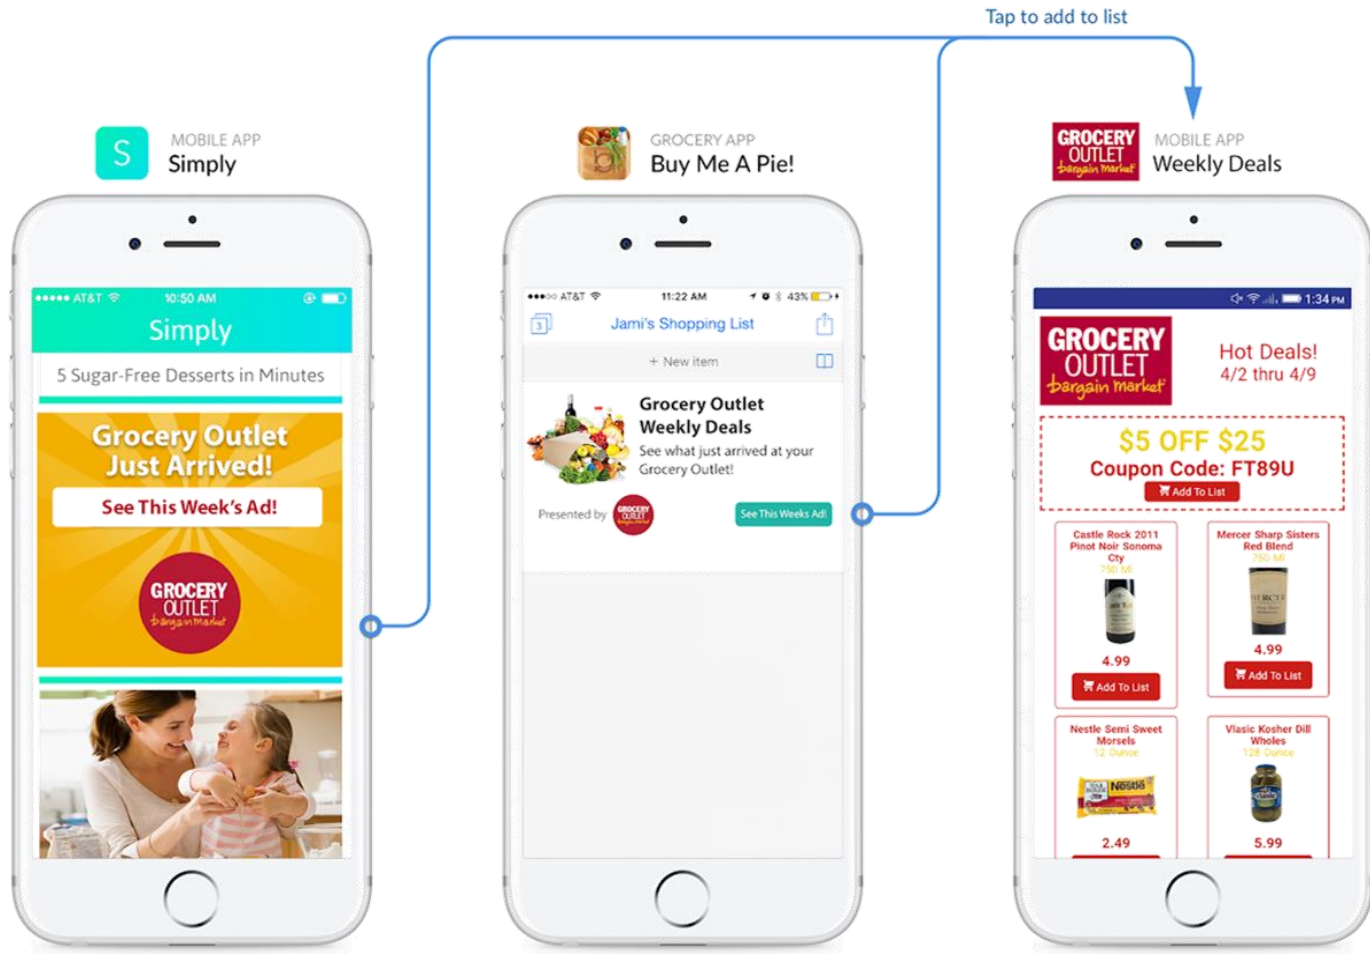 Tap to add to list
S
MOBILE APP
Simply
GROCERY APP
Buy Me A Pie!
GROCERY
OUTLET
bargain market
MOBILE APP
Weekly Deals
AT&T
10:50 AM
Simply
5 Sugar-Free Desserts in Minutes
Grocery Outlet
Just Arrived!
See This Week's Ad!
GROCERY
OUTLET
bargain market
AT&T 11:22 AM 43%
3
Jami's Shopping List
+ New item
Grocery Outlet
Weekly Deals
See what just arrived at your
Grocery Outlet!
Presented by
GROCERY
OUTLET
bargain market
See This Weeks Ad!
1:34 PM
GROCERY
OUTLET
bargain market
Hot Deals!
4/2 thru 4/9
$5 OFF $25
Coupon Code: FT89U
Add To List
Castle Rock 2011
Pinot Noir Sonoma
Cty
750 Ml
4.99
Add To List
Mercer Sharp Sisters
Red Blend
750 Ml
MERCER
4.99
Add To List
Nestle Semi Sweet
Morsels
12 Ounce
Nestle
2.49
Vlasic Kosher Dill
Wholes
128 Ounce
5.99